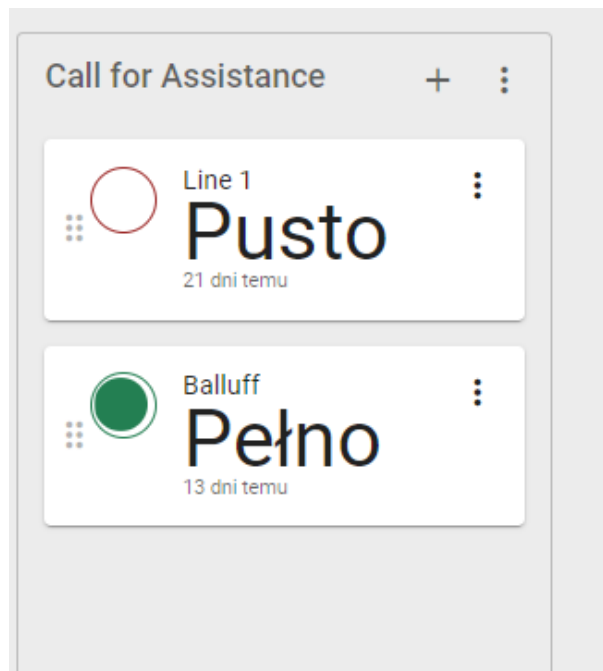 Call for Assistance
Line 1
Pusto
21 dni temu
Balluff
Pełno
13 dni temu